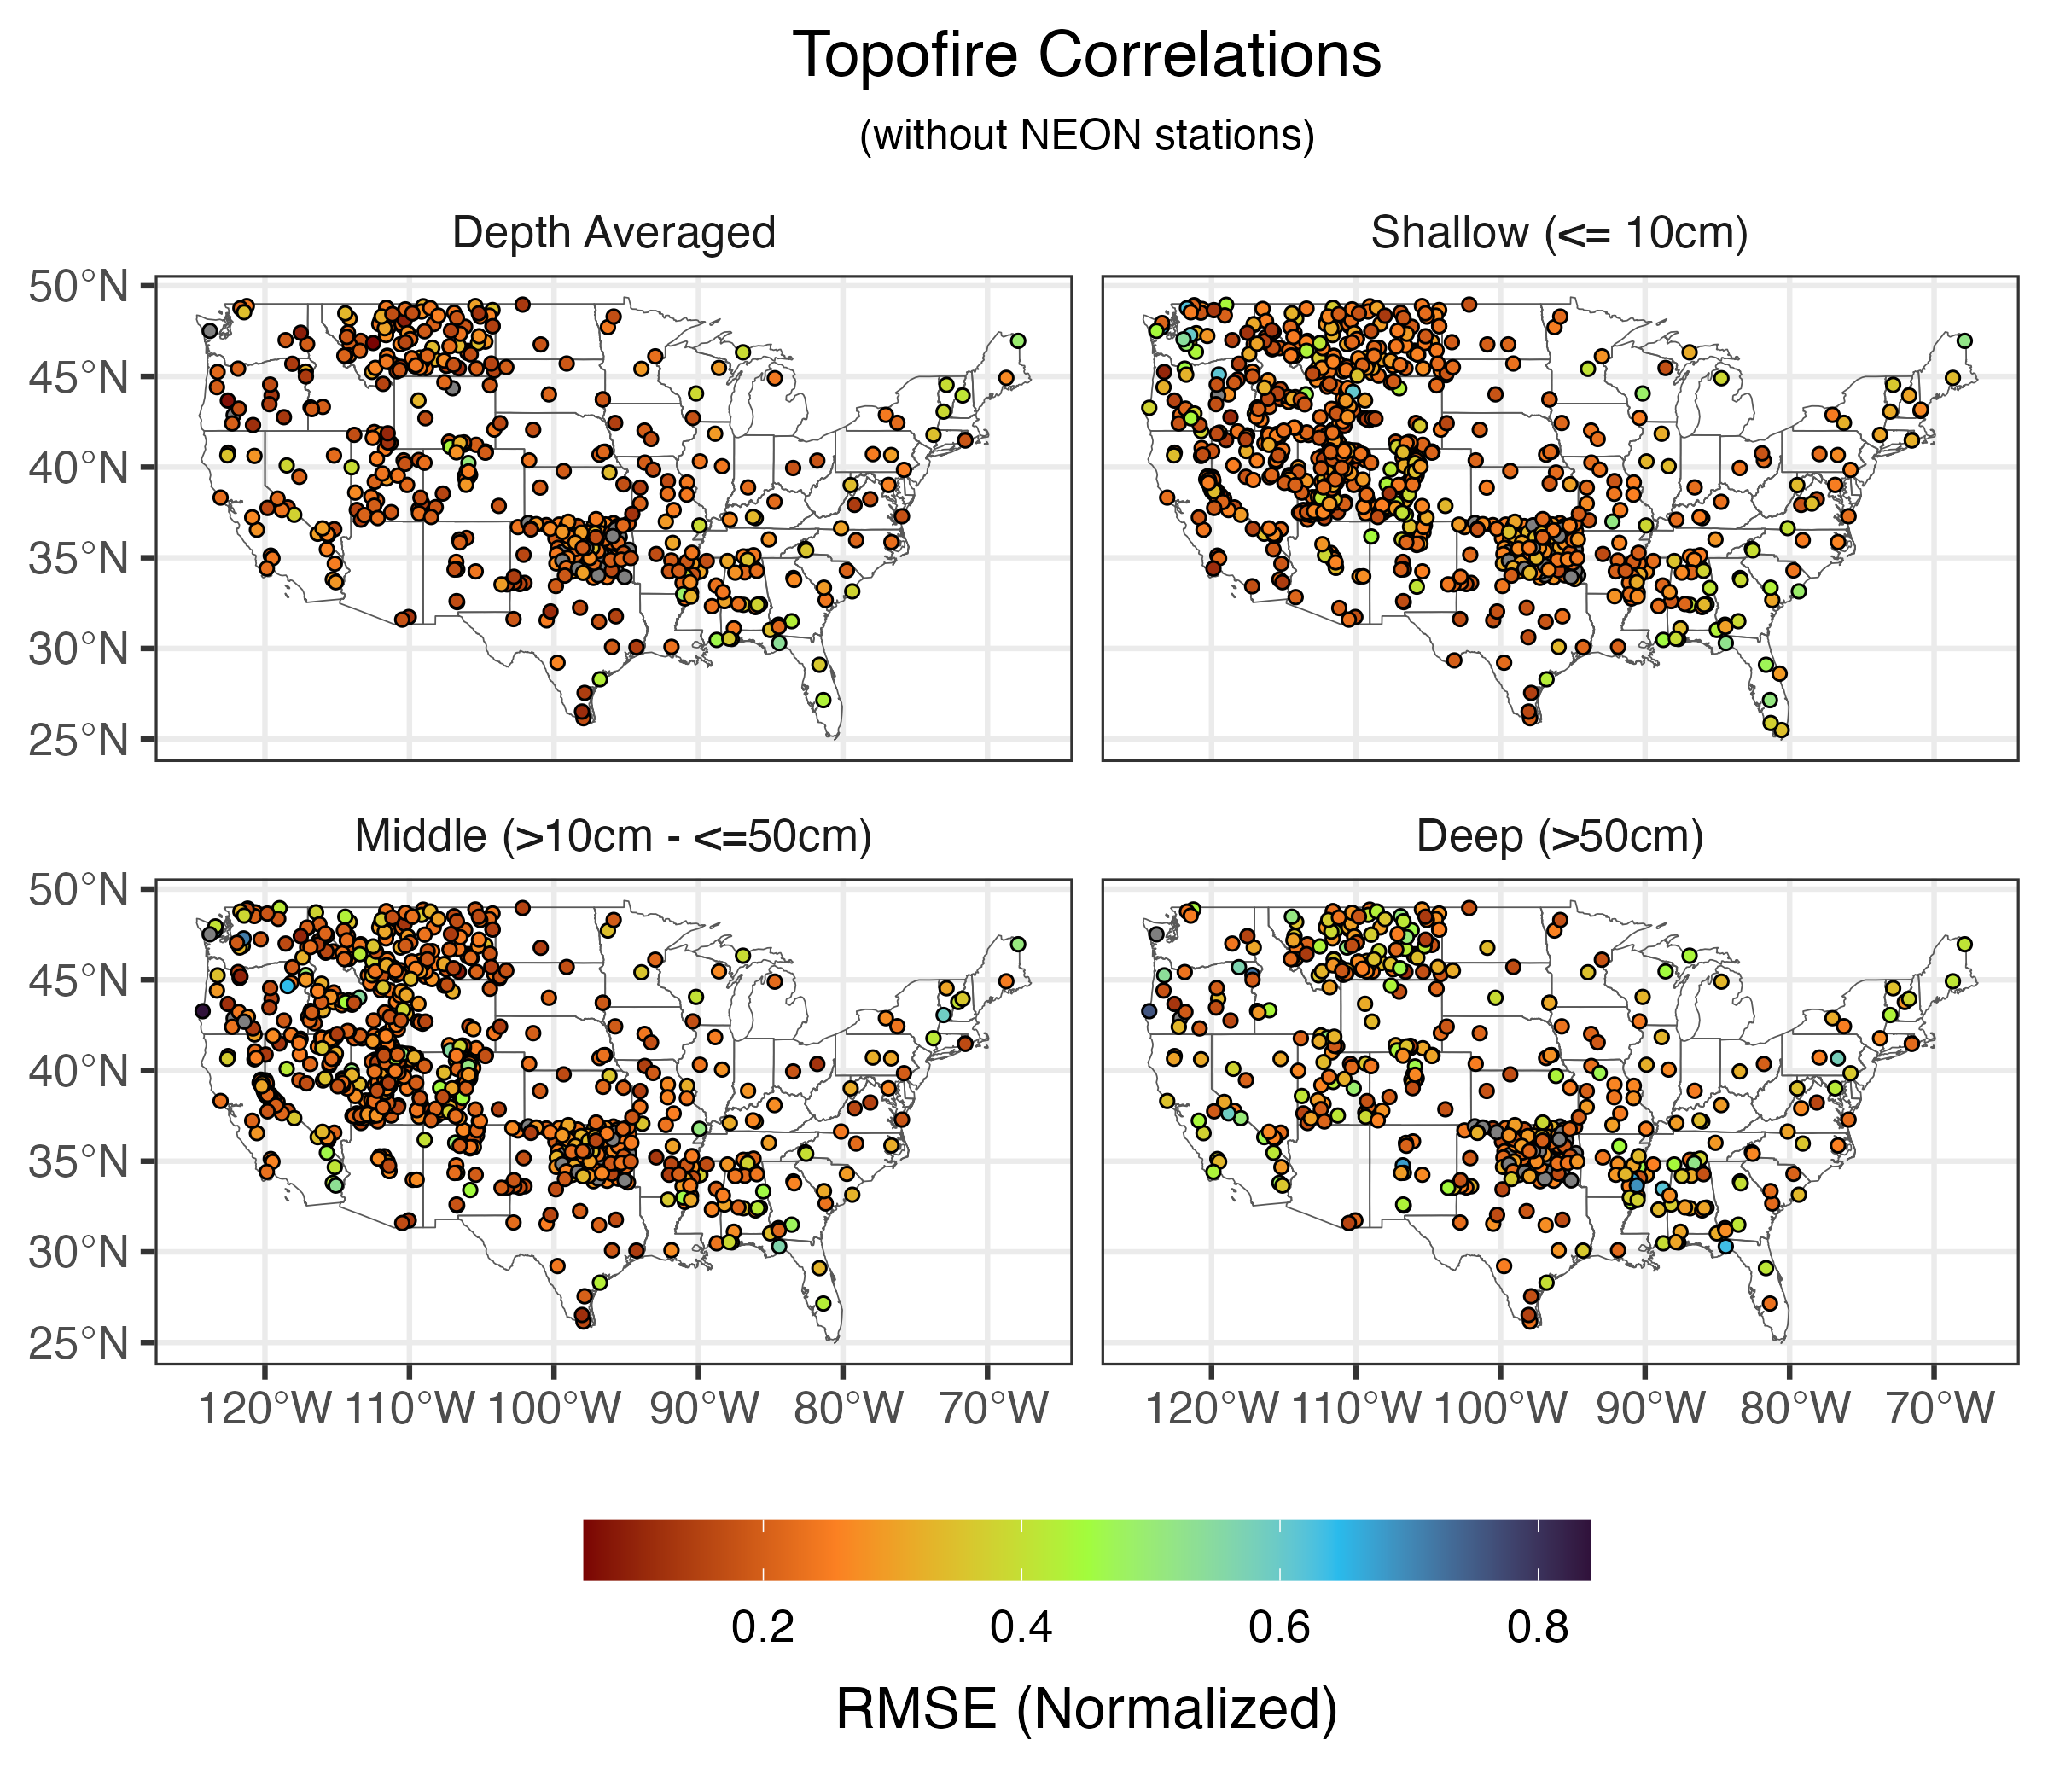 Topofire Correlations
(without NEON stations)
Depth Averaged
Shallow (<= 10cm)
50°N
45°N
40°N
35°N
30°N
25°N
Middle (>10cm - <=50cm)
Deep (>50cm)
50°N
45°N
40°N
35°N
30°N
25°N
120°W 110°W 100°W 90°W 80°W 70°W
120°W 110°W 100°W 90°W 80°W 70°W
0.2 0.4 0.6 0.8
RMSE (Normalized)